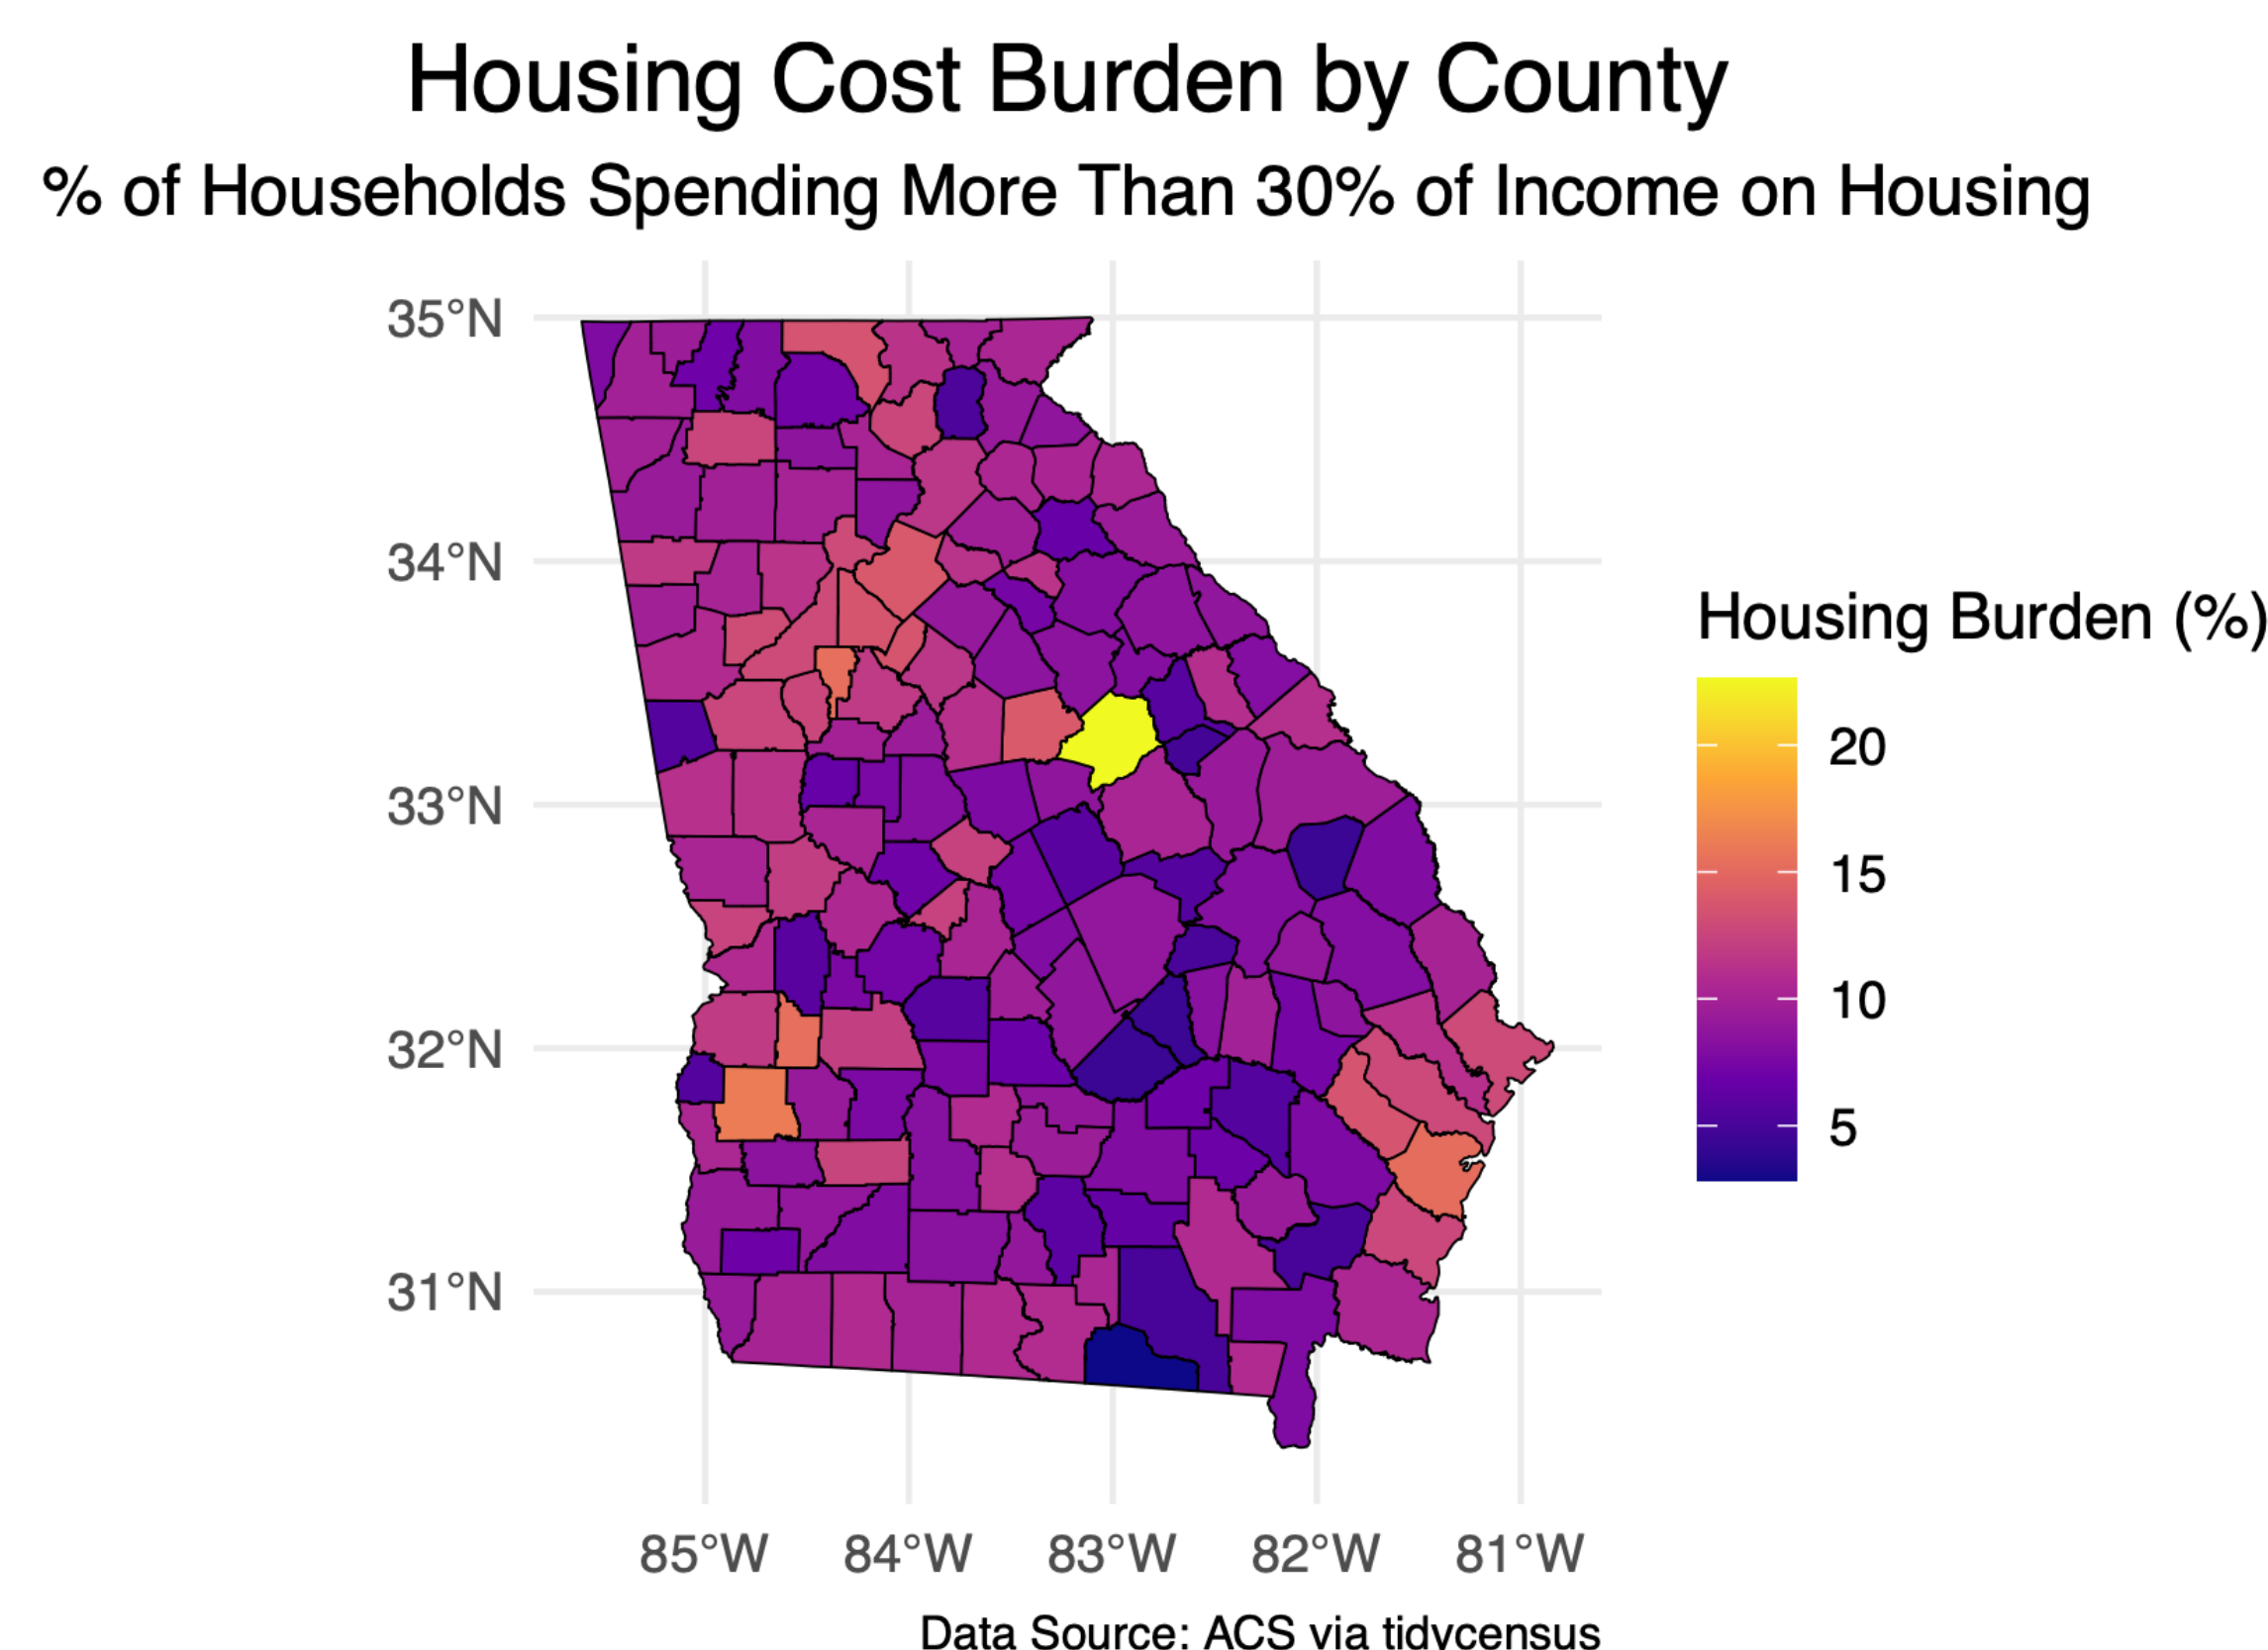 Housing Cost Burden by County
% of Households Spending More Than 30% of Income on Housing
35°N
34°N
33°N
32°N
31°N
85°W 84°W 83°W 82°W 81°W
Housing Burden (%)
20
15
10
5
Data Source: ACS via tidycensus